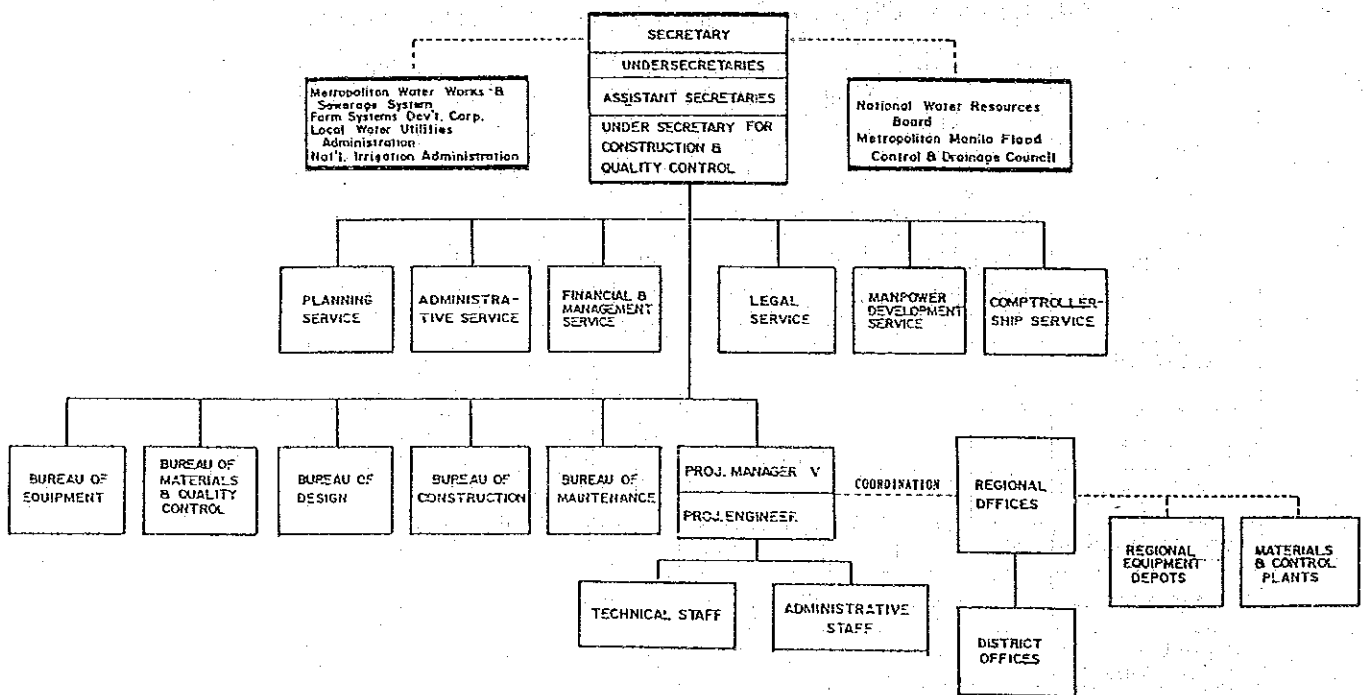 SECRETARY
UNDERSECRETARIES
ASSISTANT SECRETARIES
UNDER SECRETARY FOR
CONSTRUCTION &
QUALITY CONTROL
Metropolitan Water Works &
Sewerage System
Farm Systems Dev't. Corp.
Local Water Utilities
Administration
Nat'l. Irrigation Administration
National Water Resources
Board
Metropolitan Manila Flood
Control & Drainage Council
PLANNING
SERVICE
ADMINISTRA-
TIVE SERVICE
FINANCIAL &
MANAGEMENT
SERVICE
LEGAL
SERVICE
MANPOWER
DEVELOPMENT
SERVICE
COMPTROLLER-
SHIP SERVICE
BUREAU OF
EQUIPMENT
BUREAU OF
MATERIALS
& QUALITY
CONTROL
BUREAU OF
DESIGN
BUREAU OF
CONSTRUCTION
BUREAU OF
MAINTENANCE
PROJ. MANAGER V
PROJ. ENGINEER
COORDINATION
REGIONAL
OFFICES
REGIONAL
EQUIPMENT
DEPOTS
MATERIALS
& CONTROL
PLANTS
TECHNICAL STAFF
ADMINISTRATIVE
STAFF
DISTRICT
OFFICES